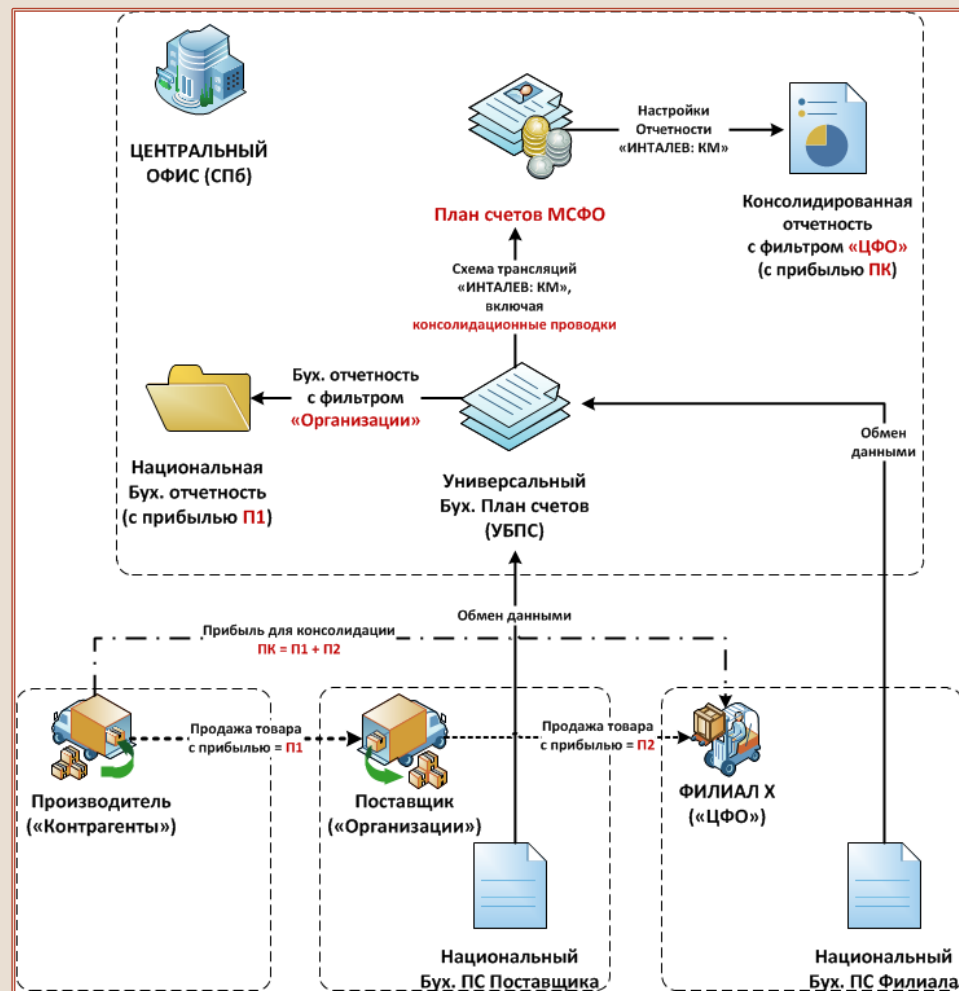 ЦЕНТРАЛЬНЫЙ
ОФИС (СПб)
План счетов МСФО
Настройки
Отчетности
«ИНТАЛЕВ: КМ»
Консолидированная
отчетность
с фильтром «ЦФО»
(с прибылью ПК)
Схема трансляций
«ИНТАЛЕВ: КМ»,
включая
консолидационные проводки
Бух. отчетность
с фильтром
«Организации»
Национальная
Бух. отчетность
(с прибылью П1)
Универсальный
Бух. План счетов
(УБПС)
Обмен
данными
Обмен данными
Прибыль для консолидации
ПК = П1 + П2
Продажа товара
с прибылью = П1
Продажа товара
с прибылью = П2
Производитель
(«Контрагенты»)
Поставщик
(«Организации»)
ФИЛИАЛ Х
(«ЦФО»)
Национальный
Бух. ПС Поставщика
Национальный
Бух. ПС Филиала